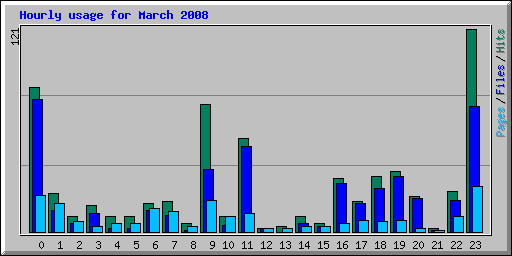 Hourly usage for March 2008
121
Pages / Files / Hits
0 1 2 3 4 5 6 7 8 9 10 11 12 13 14 15 16 17 18 19 20 21 22 23